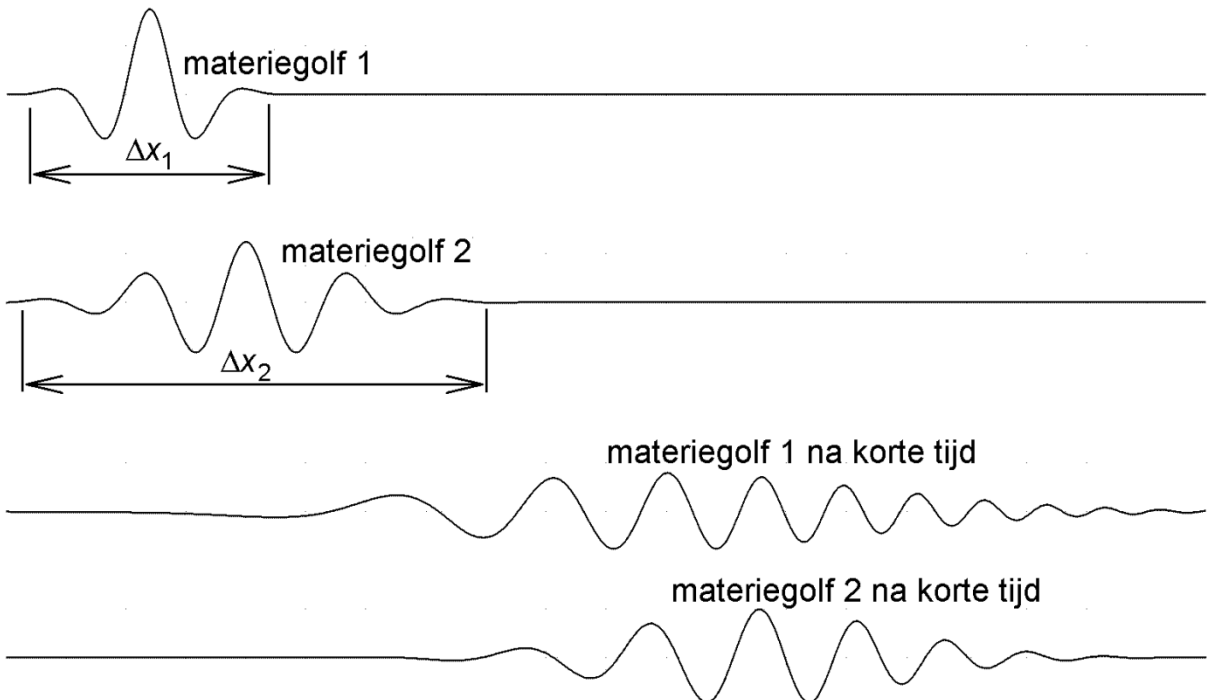 materiegolf 1
Δx₁
materiegolf 2
Δx₂
materiegolf 1 na korte tijd
materiegolf 2 na korte tijd